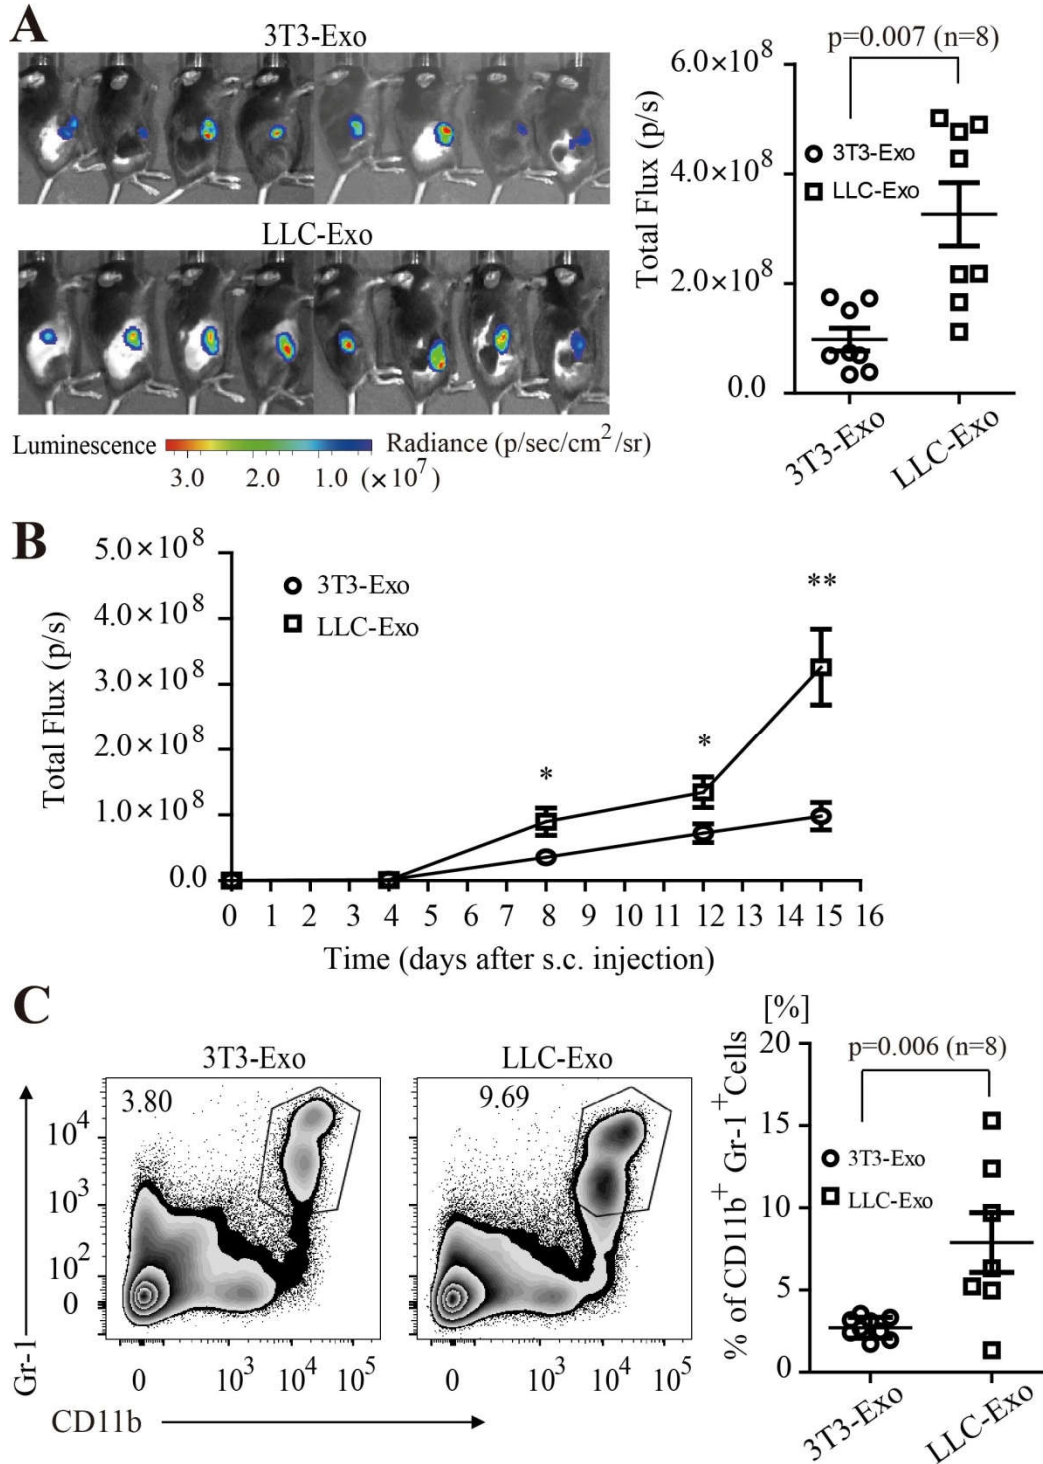 A
3T3-Exo
LLC-Exo
Luminescence
Radiance (p/sec/cm²/sr)
3.0 2.0 1.0 (×10⁷)
p=0.007 (n=8)
Total Flux (p/s)
6.0×10⁸
4.0×10⁸
2.0×10⁸
0.0
3T3-Exo
LLC-Exo
3T3-Exo
LLC-Exo
B
Total Flux (p/s)
5.0×10⁸
4.0×10⁸
3.0×10⁸
2.0×10⁸
1.0×10⁸
0.0
3T3-Exo
LLC-Exo
*
*
**
0 1 2 3 4 5 6 7 8 9 10 11 12 13 14 15 16
Time (days after s.c. injection)
C
3T3-Exo
LLC-Exo
3.80
9.69
Gr-1
10⁴
10³
10²
0
0 10³ 10⁴ 10⁵
0 10³ 10⁴ 10⁵
CD11b
[%]
% of CD11b⁺ Gr-1⁺Cells
20
15
10
5
0
p=0.006 (n=8)
3T3-Exo
LLC-Exo
3T3-Exo
LLC-Exo